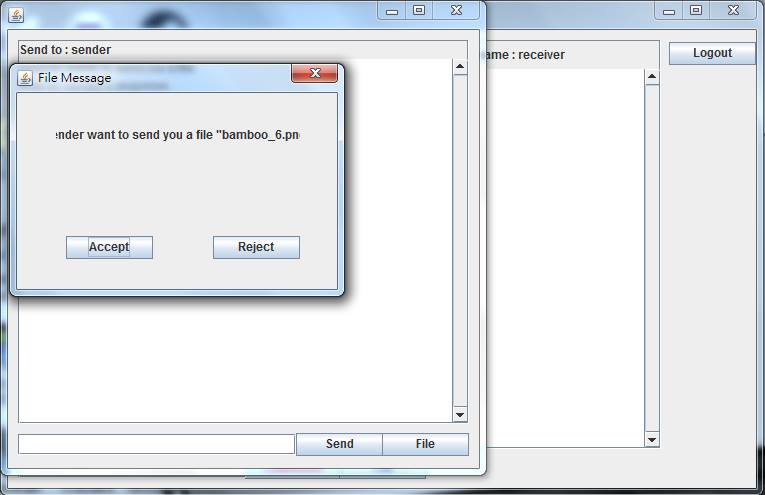 Send to : sender
ame : receiver
Logout
File Message
ender want to send you a file "bamboo_6.pn
Accept
Reject
Send
File